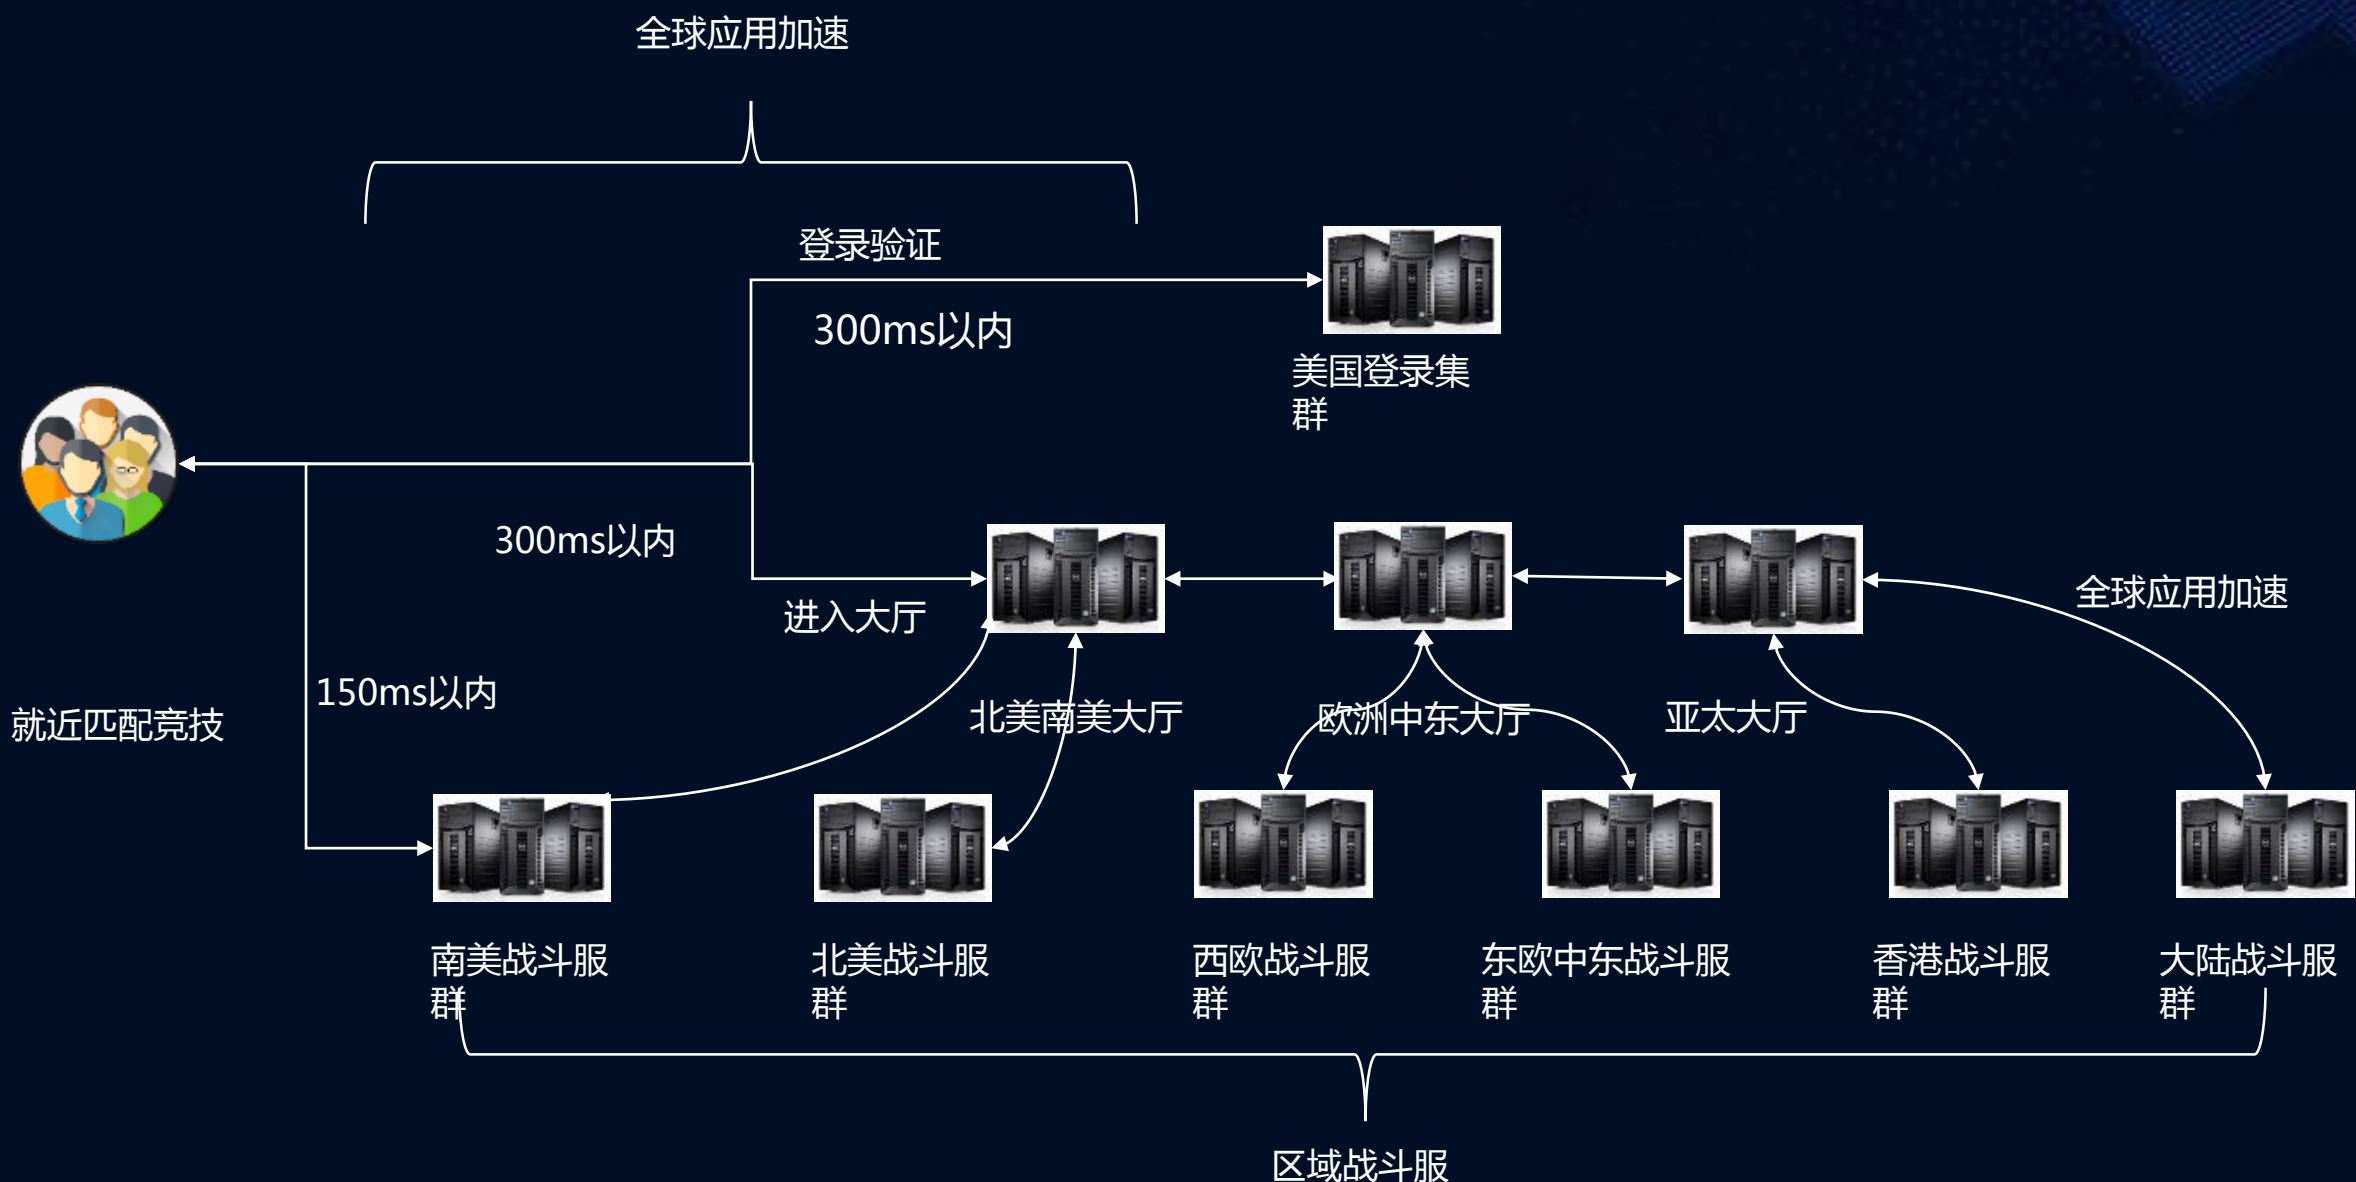 全球应用加速
登录验证
300ms以内
美国登录集
群
300ms以内
进入大厅
全球应用加速
150ms以内
就近匹配竞技
北美南美大厅
欧洲中东大厅
亚太大厅
南美战斗服
群
北美战斗服
群
西欧战斗服
群
东欧中东战斗服
群
香港战斗服
群
大陆战斗服
群
区域战斗服